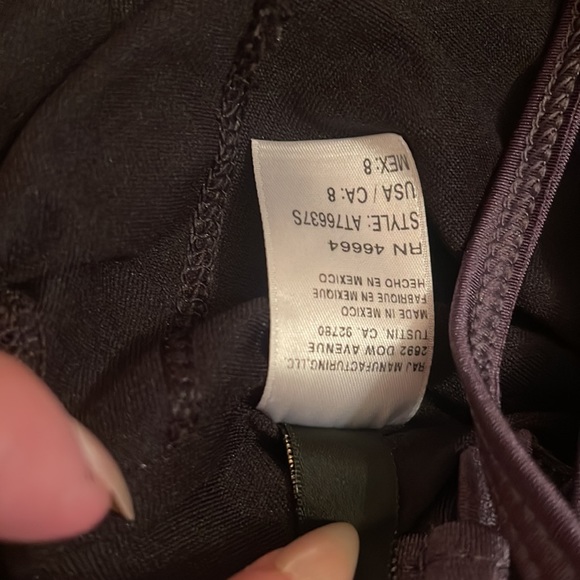 RAJ MANUFACTURING, LLC.
2692 DOW AVENUE
TUSTIN, CA. 92780
MADE IN MEXICO
FABRIQUE EN MEXIQUE
HECHO EN MEXICO
RN 46664
STYLE: AT76637S
USA / CA: 8
MEX: 8